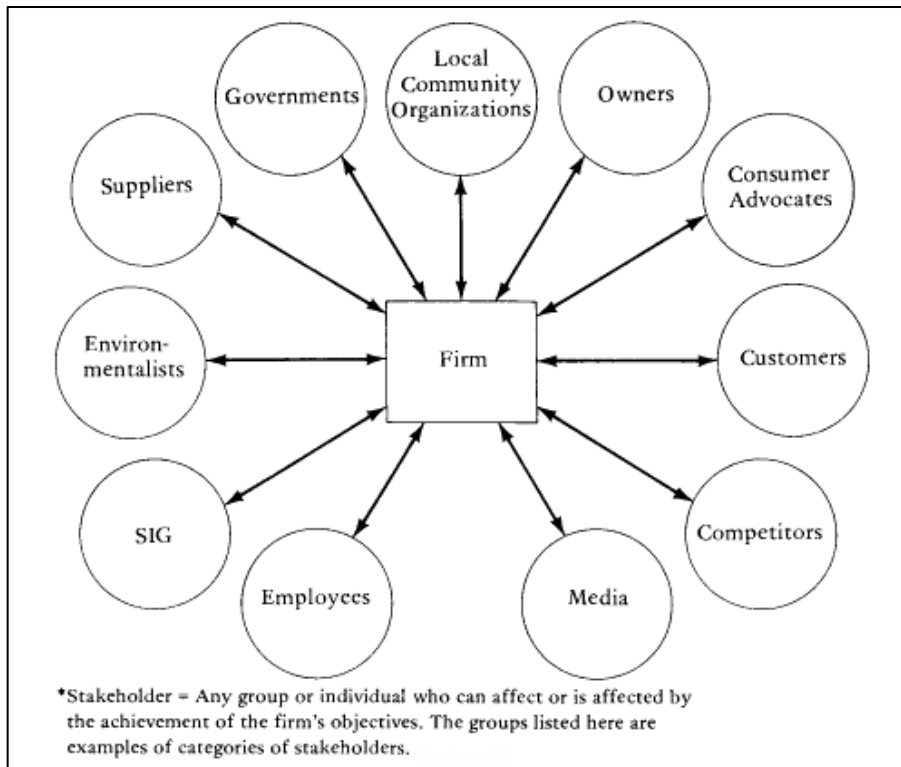 Governments
Local
Community
Organizations
Owners
Suppliers
Consumer
Advocates
Environ-
mentalists
Firm
Customers
SIG
Competitors
Employees
Media
*Stakeholder = Any group or individual who can affect or is affected by
the achievement of the firm's objectives. The groups listed here are
examples of categories of stakeholders.